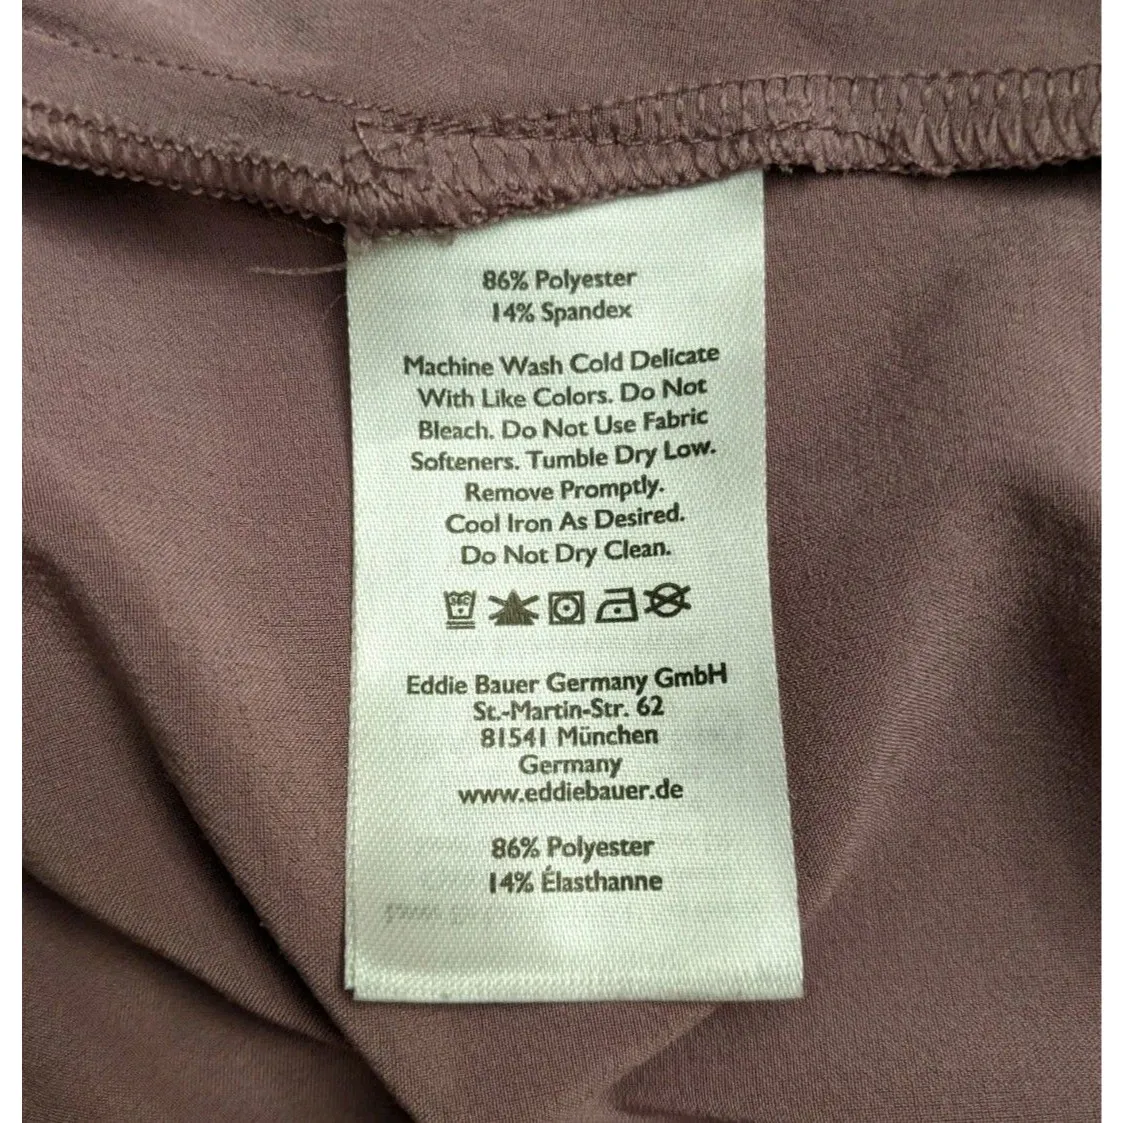 86% Polyester
14% Spandex
Machine Wash Cold Delicate
With Like Colors. Do Not
Bleach. Do Not Use Fabric
Softeners. Tumble Dry Low.
Remove Promptly.
Cool Iron As Desired.
Do Not Dry Clean.
Eddie Bauer Germany GmbH
St.-Martin-Str. 62
81541 München
Germany
www.eddiebauer.de
86% Polyester
14% Élasthanne